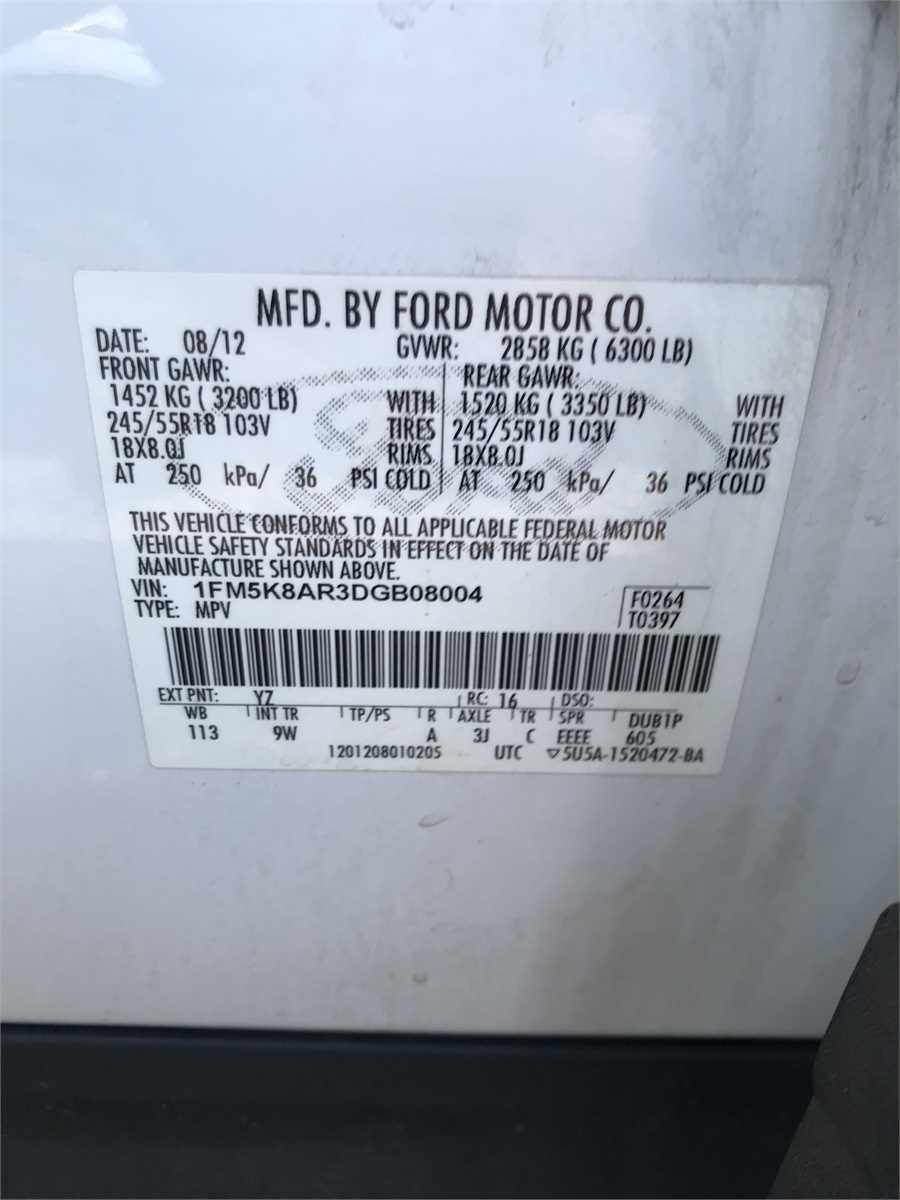 MFD. BY FORD MOTOR CO.
DATE: 08/12 GVWR: 2858 KG ( 6300 LB)
FRONT GAWR: REAR GAWR:
1452 KG ( 3200 LB) WITH 1520 KG ( 3350 LB) WITH
245/55R18 103V TIRES 245/55R18 103V TIRES
18X8.0J RIMS 18X8.0J RIMS
AT 250 kPa/ 36 PSI COLD AT 250 kPa/ 36 PSI COLD
THIS VEHICLE CONFORMS TO ALL APPLICABLE FEDERAL MOTOR
VEHICLE SAFETY STANDARDS IN EFFECT ON THE DATE OF
MANUFACTURE SHOWN ABOVE.
VIN: 1FM5K8AR3DGB08004 F0264
TYPE: MPV T0397
EXT PNT: YZ RC: 16 DSO:
WB INT TR TP/PS R AXLE TR SPR DUB1P
113 9W A 3J C EEEE 605
1201208010205 UTC ▽5U5A-1520472-BA